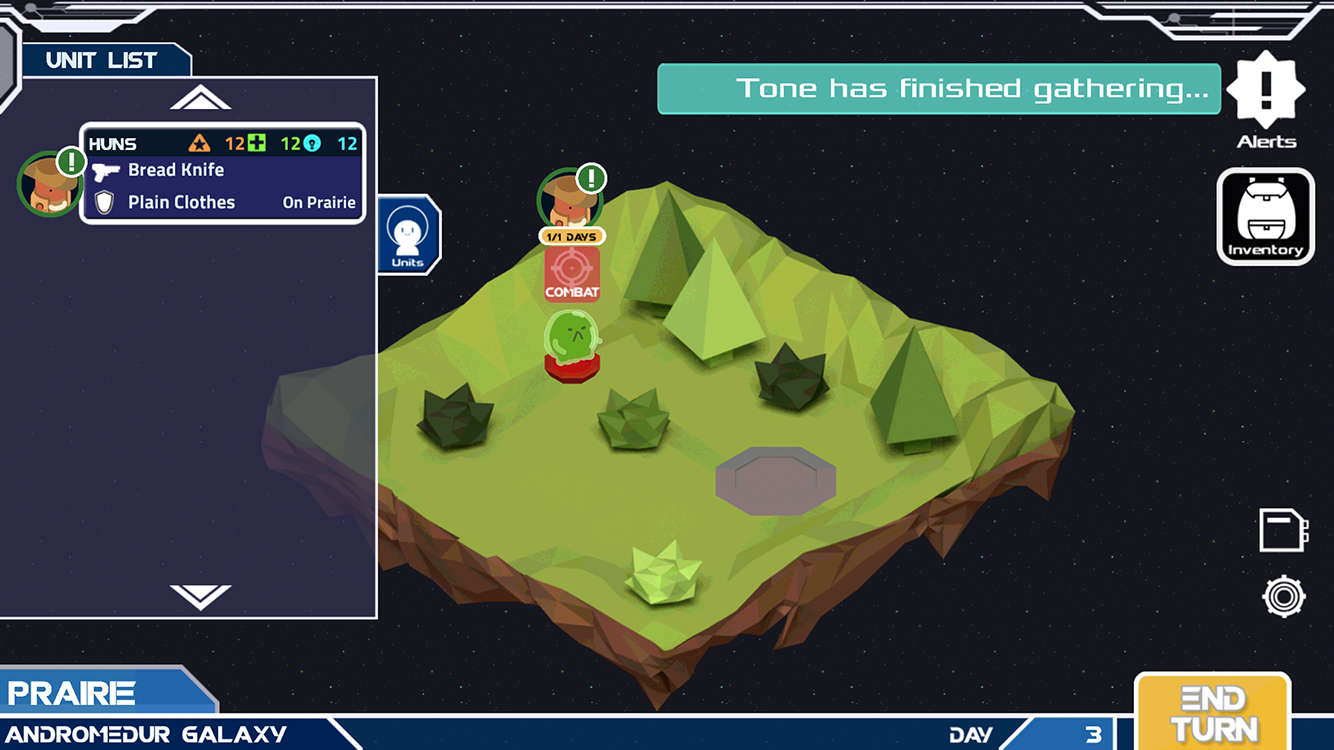 UNIT LIST
Tone has finished gathering...
Alerts
HUNS 12 12 12
Bread Knife
Plain Clothes On Prairie
Units
Inventory
1/1 DAYS
COMBAT
PRAIRE
ANDROMEDUR GALAXY
DAY 3
END
TURN